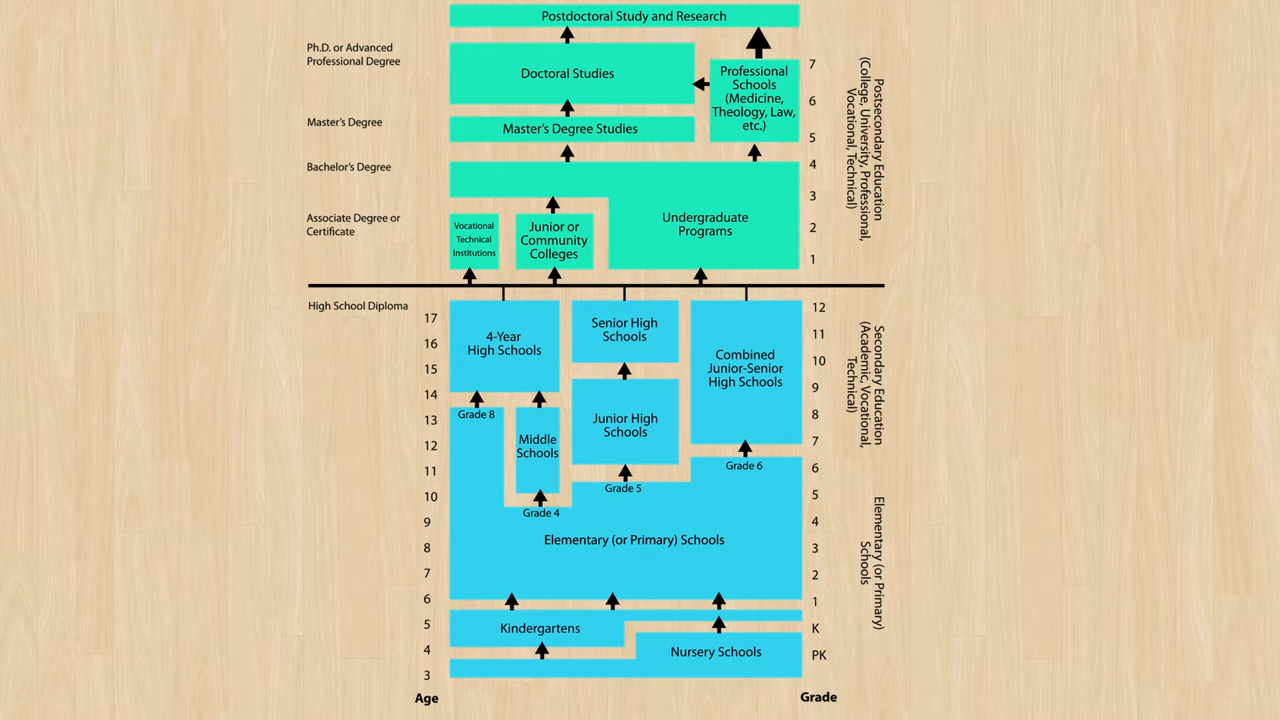 Postdoctoral Study and Research
Ph.D. or Advanced
Professional Degree
Doctoral Studies
Professional
Schools
(Medicine,
Theology, Law,
etc.)
7
6
5
Master's Degree
Master's Degree Studies
Bachelor's Degree
4
3
2
1
Associate Degree or
Certificate
Vocational
Technical
Institutions
Junior or
Community
Colleges
Undergraduate
Programs
Postsecondary Education
(College, University, Professional,
Vocational, Technical)
High School Diploma
17
16
15
14
13
12
11
10
9
8
7
6
5
4
3
4-Year
High Schools
Senior High
Schools
Combined
Junior-Senior
High Schools
Grade 8
Middle
Schools
Junior High
Schools
Grade 6
Grade 5
Grade 4
Elementary (or Primary) Schools
Kindergartens
Nursery Schools
12
11
10
9
8
7
6
5
4
3
2
1
K
PK
Secondary Education
(Academic, Vocational,
Technical)
Elementary (or Primary)
Schools
Age
Grade